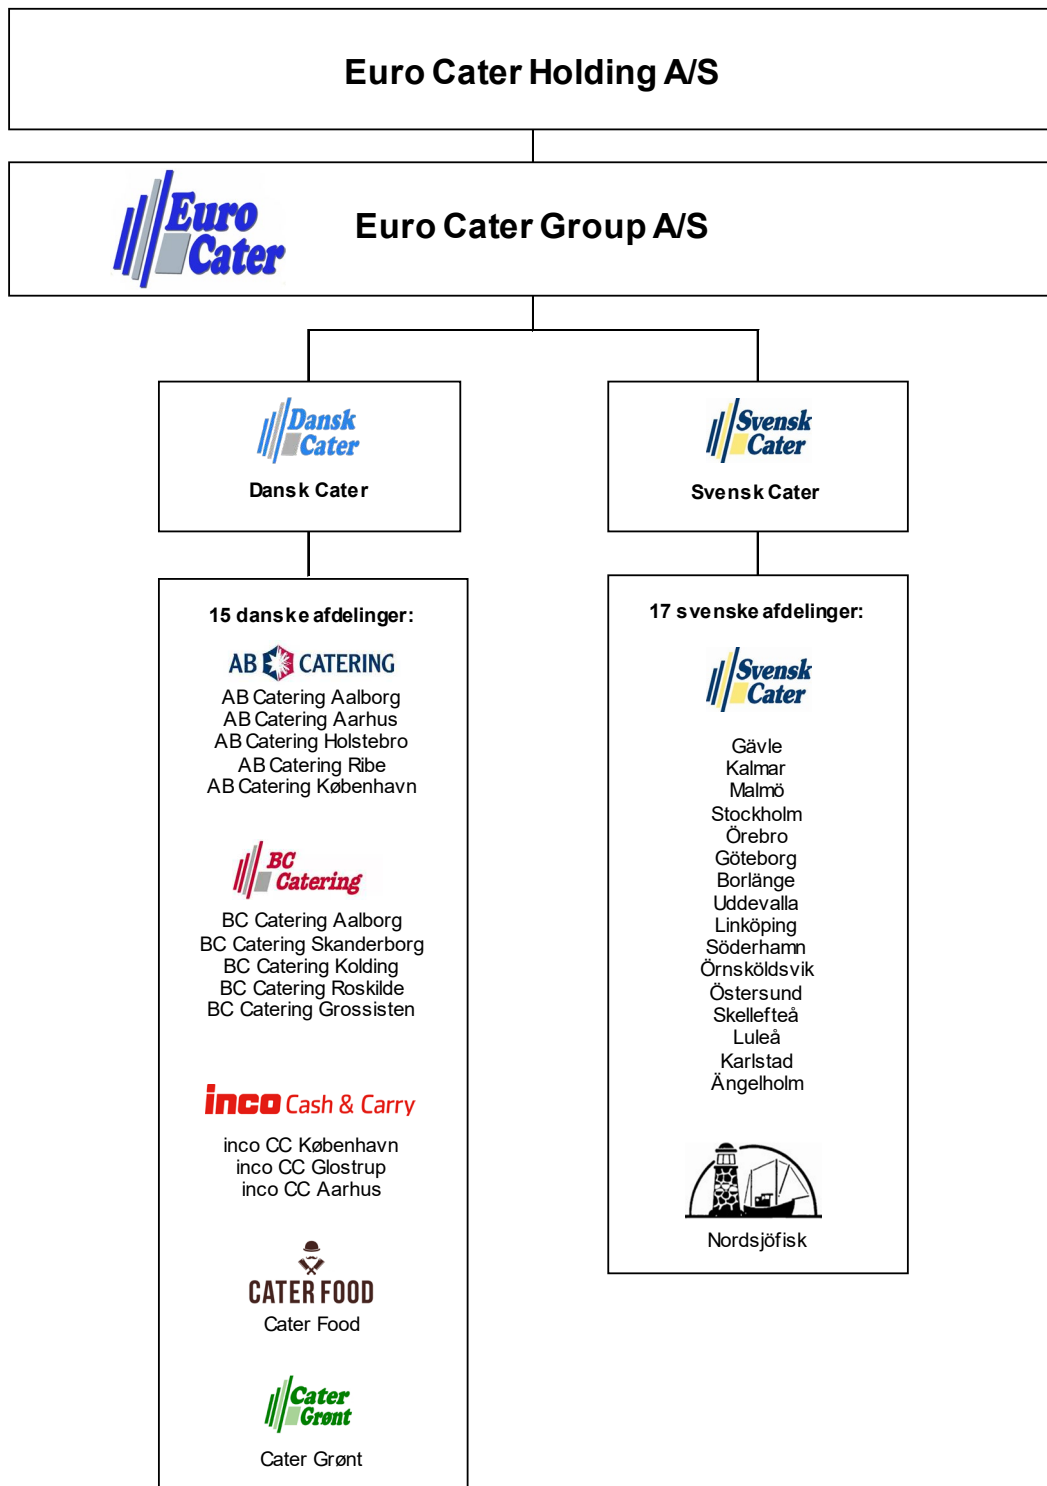 Euro Cater Holding A/S
Euro
Cater
Euro Cater Group A/S
Dansk
Cater
Dansk Cater
Svensk
Cater
Svensk Cater
15 danske afdelinger:
AB CATERING
AB Catering Aalborg
AB Catering Aarhus
AB Catering Holstebro
AB Catering Ribe
AB Catering København
BC
Catering
BC Catering Aalborg
BC Catering Skanderborg
BC Catering Kolding
BC Catering Roskilde
BC Catering Grossisten
inco Cash & Carry
inco CC København
inco CC Glostrup
inco CC Aarhus
CATER FOOD
Cater Food
Cater
Grønt
Cater Grønt
17 svenske afdelinger:
Svensk
Cater
Gävle
Kalmar
Malmö
Stockholm
Örebro
Göteborg
Borlänge
Uddevalla
Linköping
Söderhamn
Örnsköldsvik
Östersund
Skellefteå
Luleå
Karlstad
Ängelholm
Nordsjöfisk